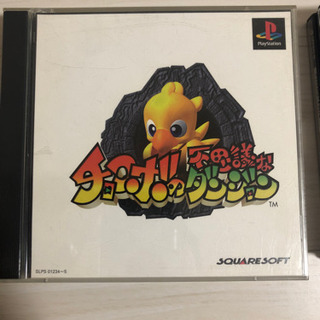 PlayStation
チョコボの
不思議な
ダンジョン
TM
SLPS 01234~5
SQUARESOFT